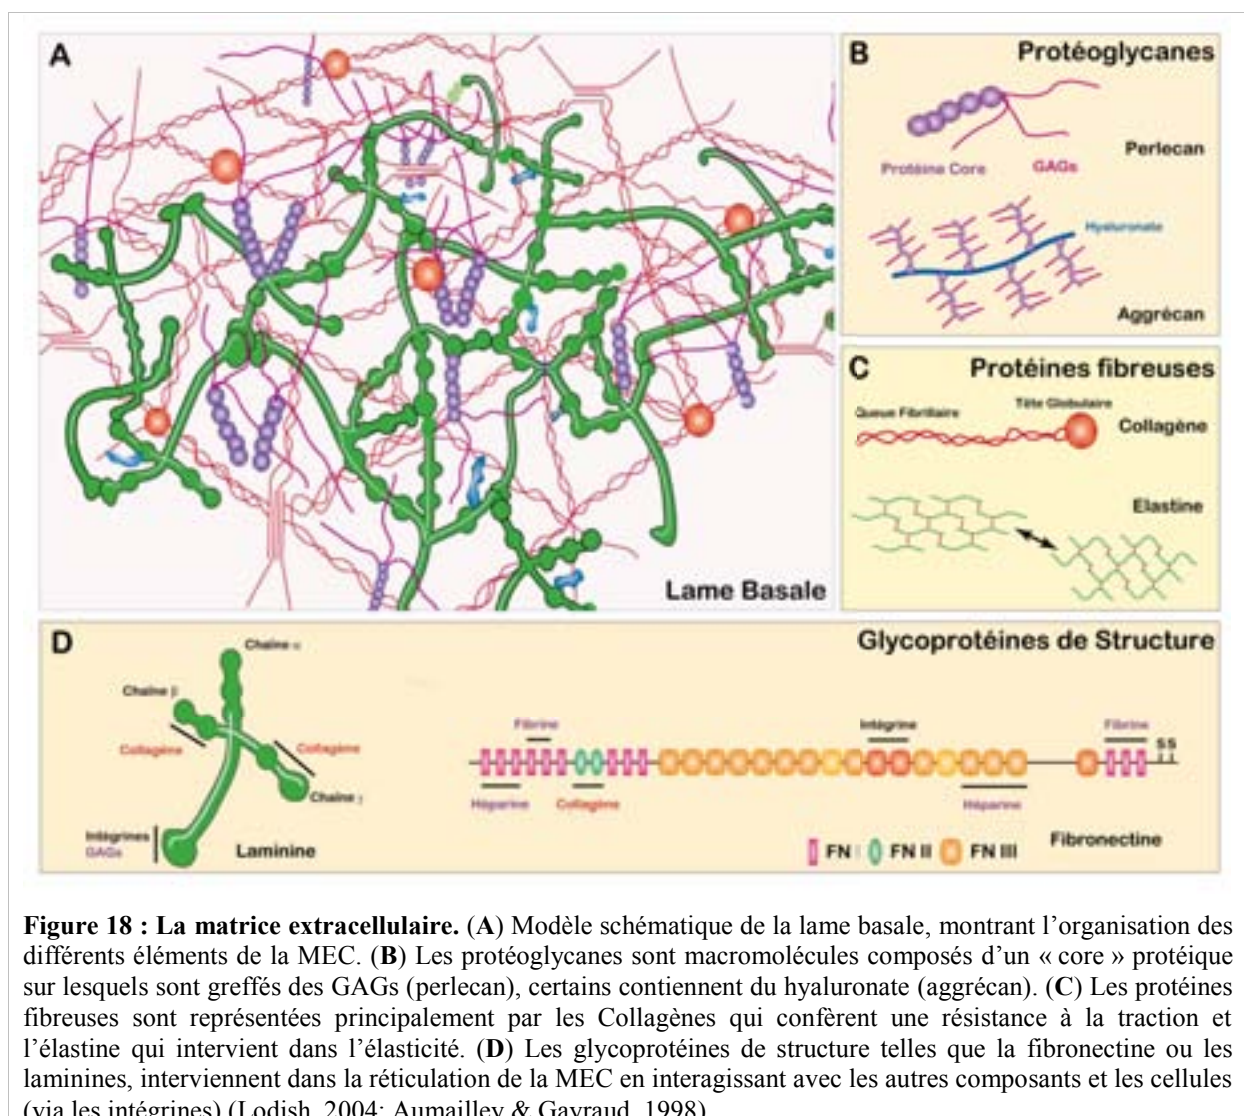 A
Lame Basale
B
Protéoglycanes
Perlecan
Protéine Core
GAGs
Hyaluronate
Aggrécan
C
Protéines fibreuses
Queue Fibrillaire
Tête Globulaire
Collagène
Elastine
D
Glycoprotéines de Structure
Chaîne α
Chaîne β
Collagène
Collagène
Chaîne γ
Intégrines
GAGs
Laminine
Fibrine
Intégrine
Fibrine
SS
Héparine
Collagène
Héparine
Fibronectine
FN I
FN II
FN III
Figure 18 : La matrice extracellulaire. (A) Modèle schématique de la lame basale, montrant l’organisation des
différents éléments de la MEC. (B) Les protéoglycanes sont macromolécules composés d’un « core » protéique
sur lesquels sont greffés des GAGs (perlecan), certains contiennent du hyaluronate (aggrécan). (C) Les protéines
fibreuses sont représentées principalement par les Collagènes qui confèrent une résistance à la traction et
l’élastine qui intervient dans l’élasticité. (D) Les glycoprotéines de structure telles que la fibronectine ou les
laminines, interviennent dans la réticulation de la MEC en interagissant avec les autres composants et les cellules
(via les intégrines) (Lodish, 2004; Aumailley & Gayraud, 1998)